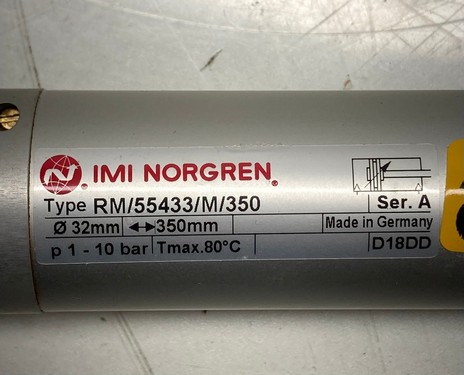 IMI NORGREN®
Type RM/55433/M/350 Ser. A
Ø 32mm ↔350mm Made in Germany
p 1 - 10 bar Tmax.80°C D18DD